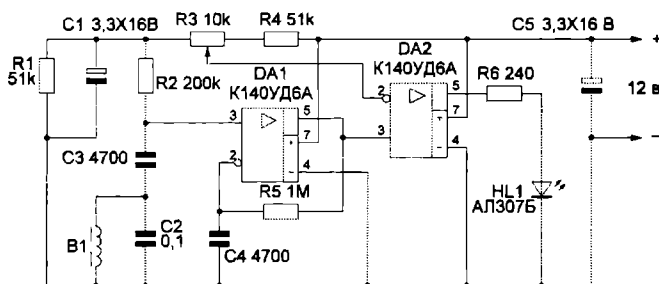 C1 3,3X16В
R3 10k
R4 51k
C5 3,3X16 В
+
R1
51k
R2 200k
DA1
К140УД6А
DA2
К140УД6А
R6 240
12 в
2
5
+
7
−
4
3
3
5
+
7
−
4
2
C3 4700
−
R5 1M
HL1
АЛ307Б
B1
C2
0,1
C4 4700